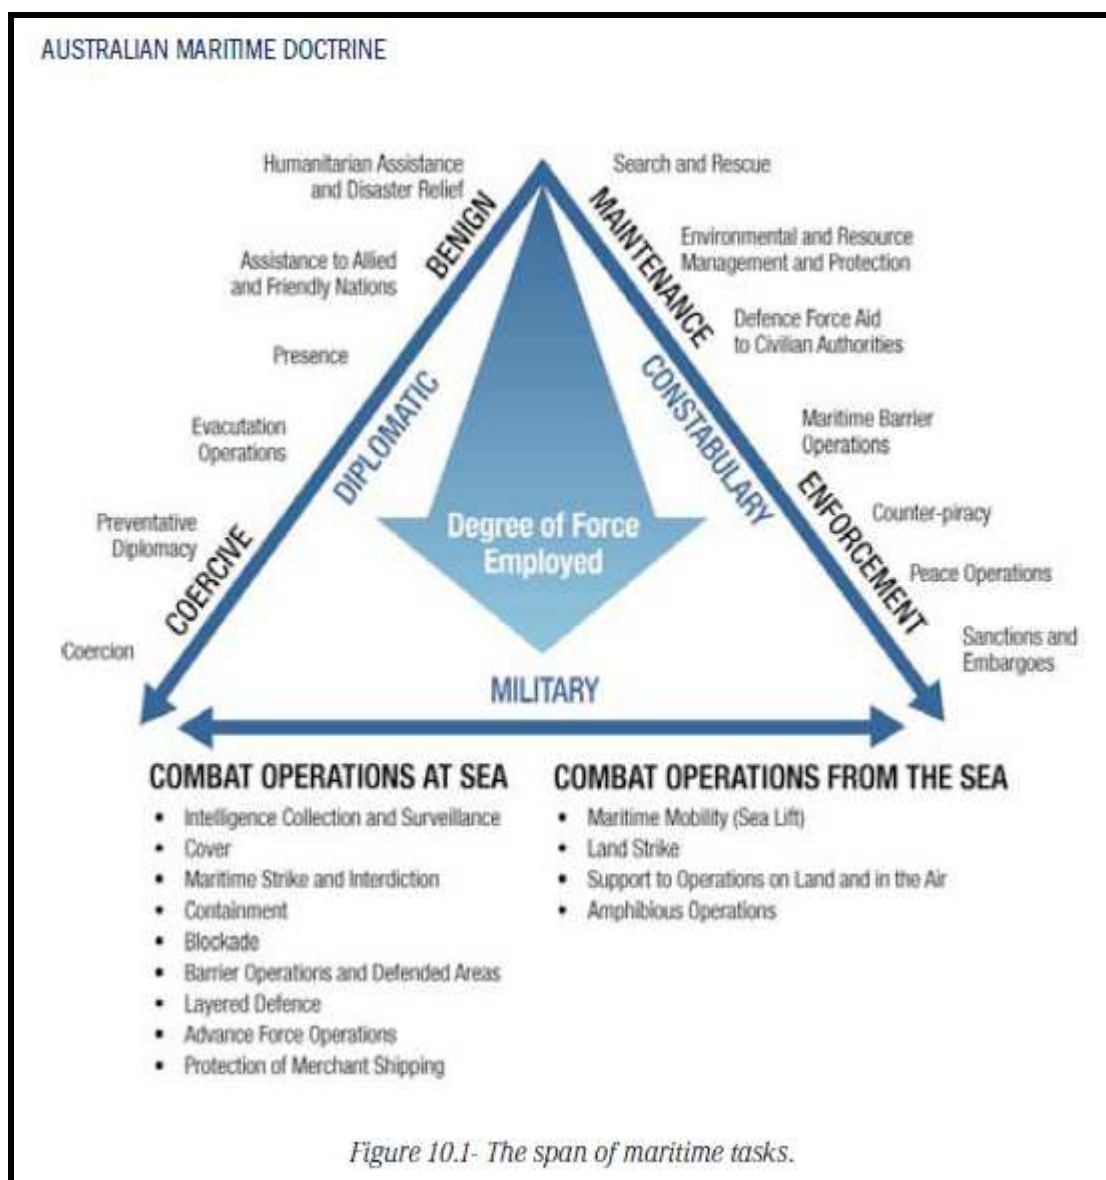 AUSTRALIAN MARITIME DOCTRINE
Humanitarian Assistance
and Disaster Relief
Search and Rescue
BENIGN
MAINTENANCE
Environmental and Resource
Management and Protection
Assistance to Allied
and Friendly Nations
Defence Force Aid
to Civilian Authorities
Presence
DIPLOMATIC
CONSTABULARY
Evacutation
Operations
Maritime Barrier
Operations
ENFORCEMENT
Counter-piracy
Preventative
Diplomacy
Degree of Force
Employed
COERCIVE
Peace Operations
Coercion
Sanctions and
Embargoes
MILITARY
COMBAT OPERATIONS AT SEA
• Intelligence Collection and Surveillance
• Cover
• Maritime Strike and Interdiction
• Containment
• Blockade
• Barrier Operations and Defended Areas
• Layered Defence
• Advance Force Operations
• Protection of Merchant Shipping
COMBAT OPERATIONS FROM THE SEA
• Maritime Mobility (Sea Lift)
• Land Strike
• Support to Operations on Land and in the Air
• Amphibious Operations
Figure 10.1- The span of maritime tasks.